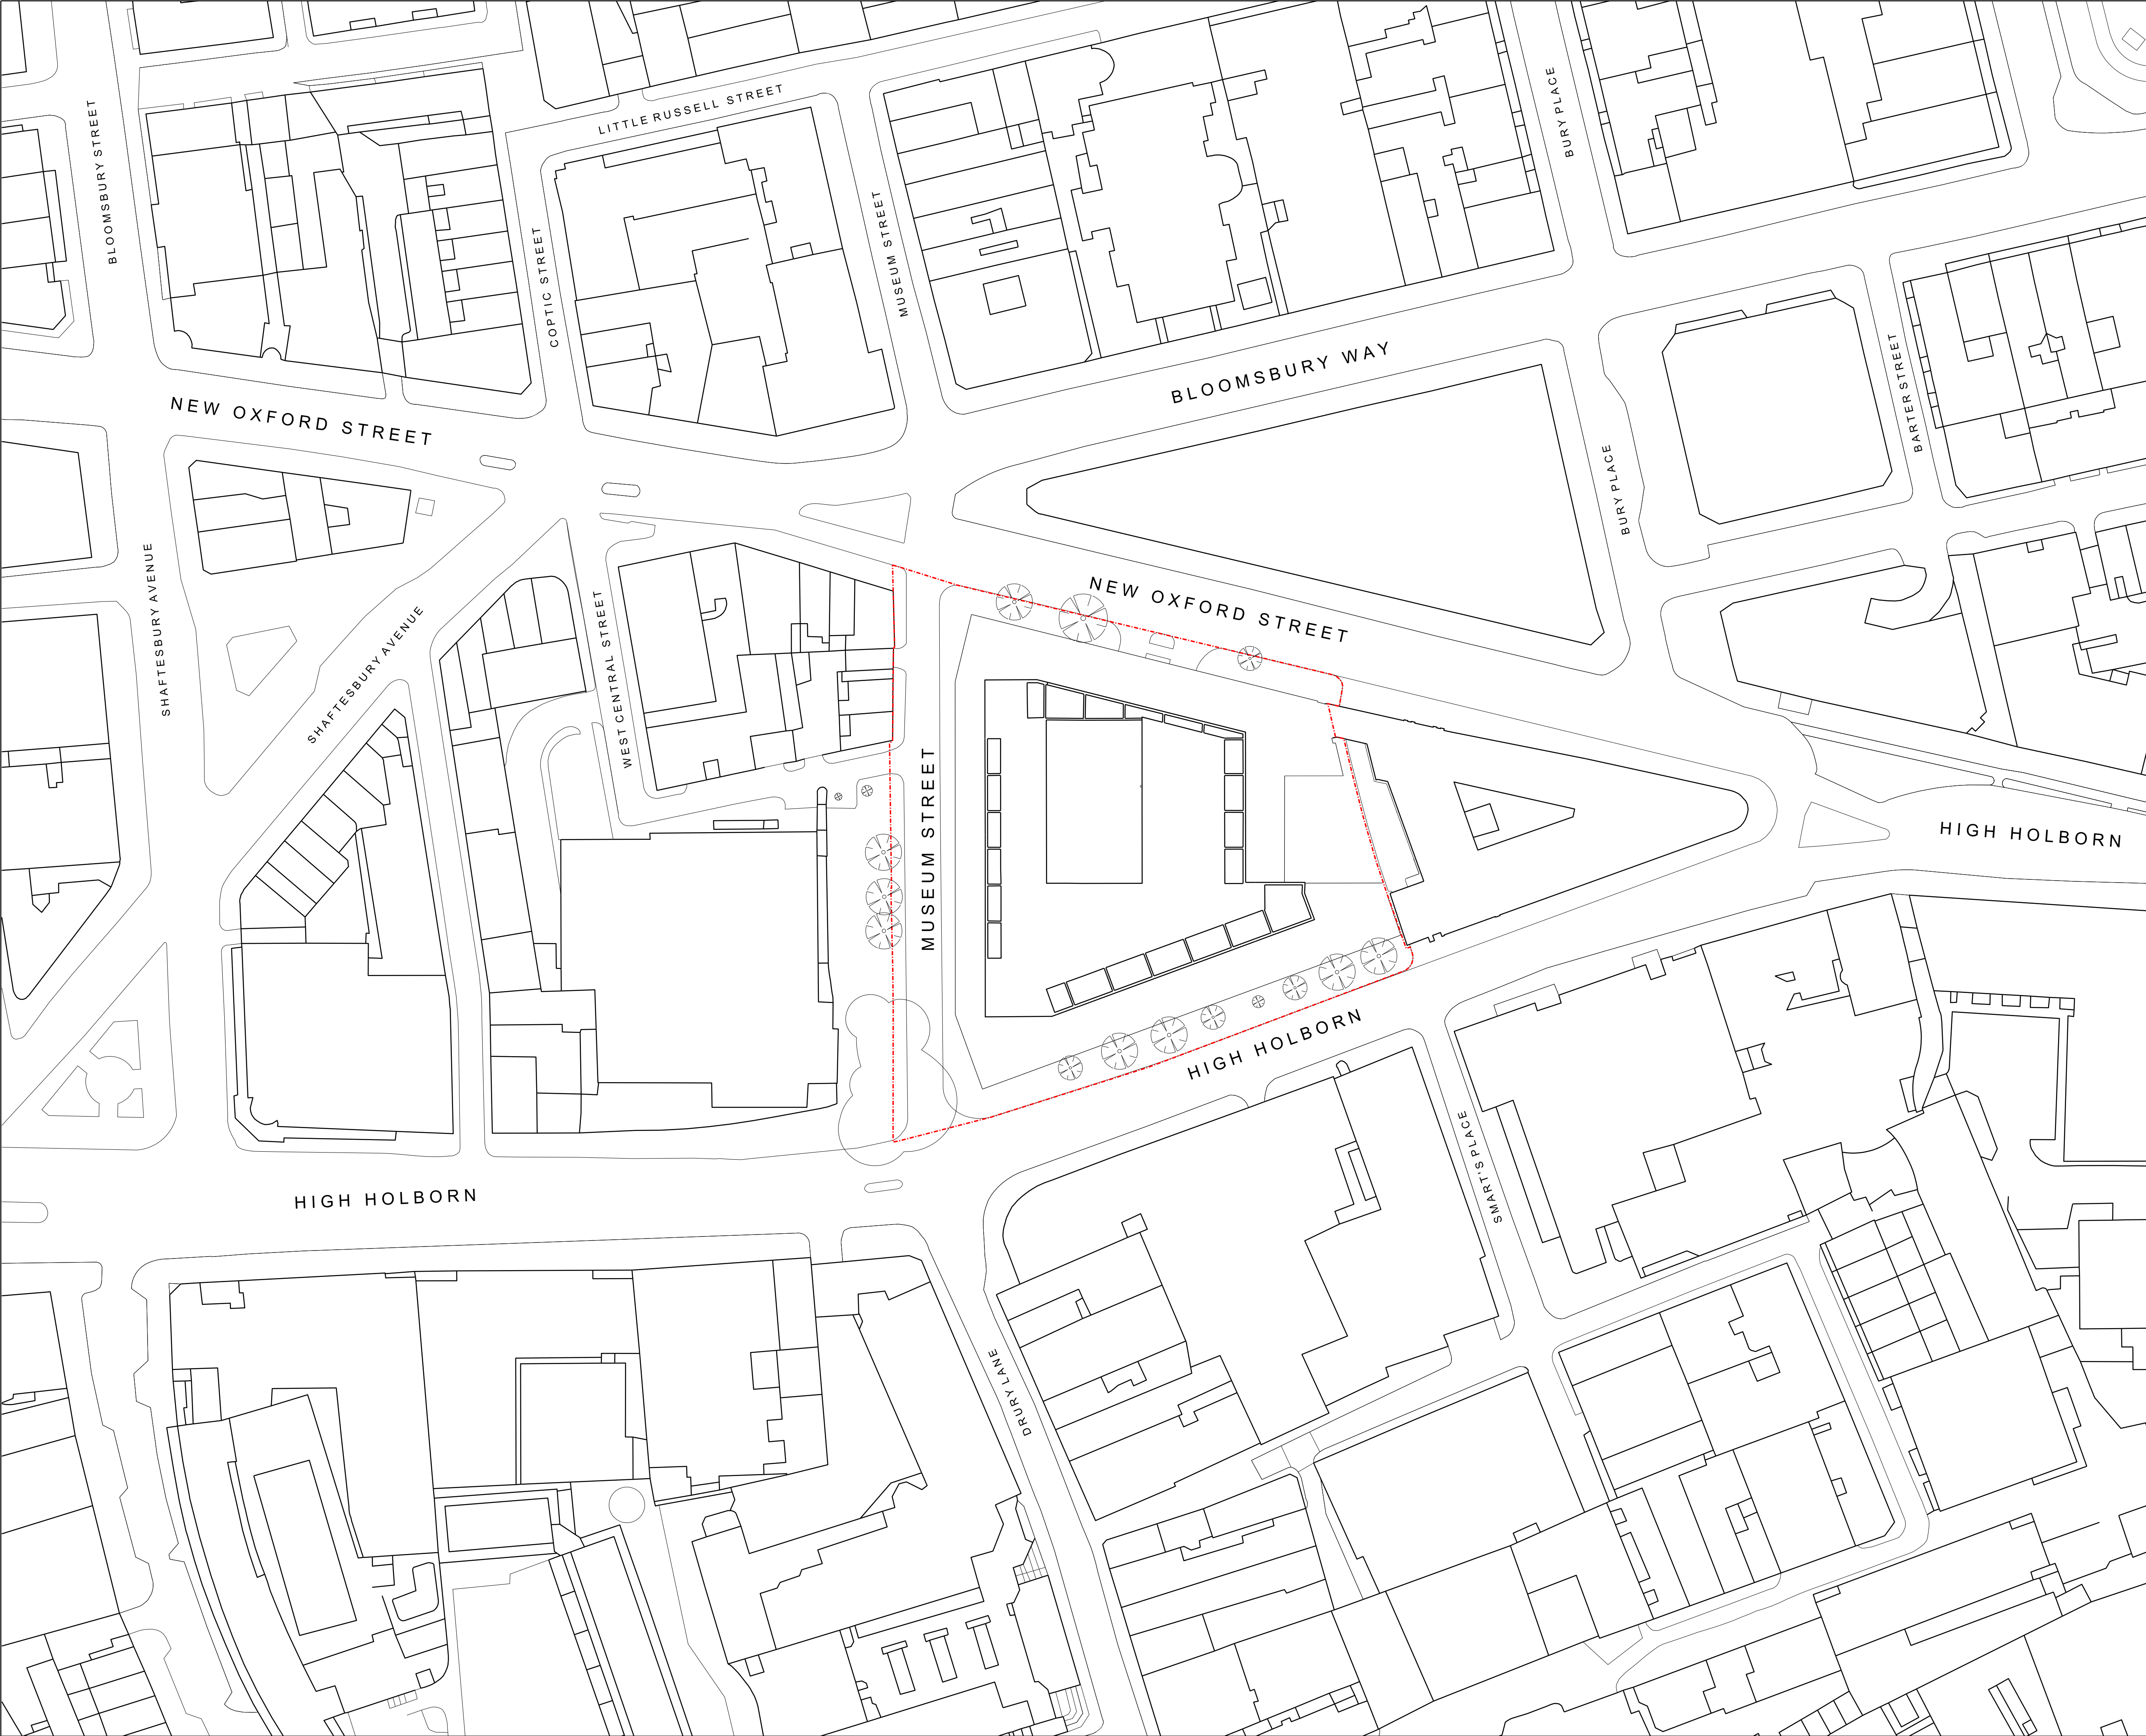 LITTLE RUSSELL STREET
BURY PLACE
BLOOMSBURY STREET
COPTIC STREET
MUSEUM STREET
BLOOMSBURY WAY
BARTER STREET
NEW OXFORD STREET
BURY PLACE
SHAFTESBURY AVENUE
SHAFTESBURY AVENUE
WEST CENTRAL STREET
NEW OXFORD STREET
MUSEUM STREET
HIGH HOLBORN
HIGH HOLBORN
SMART'S PLACE
HIGH HOLBORN
DRURY LANE